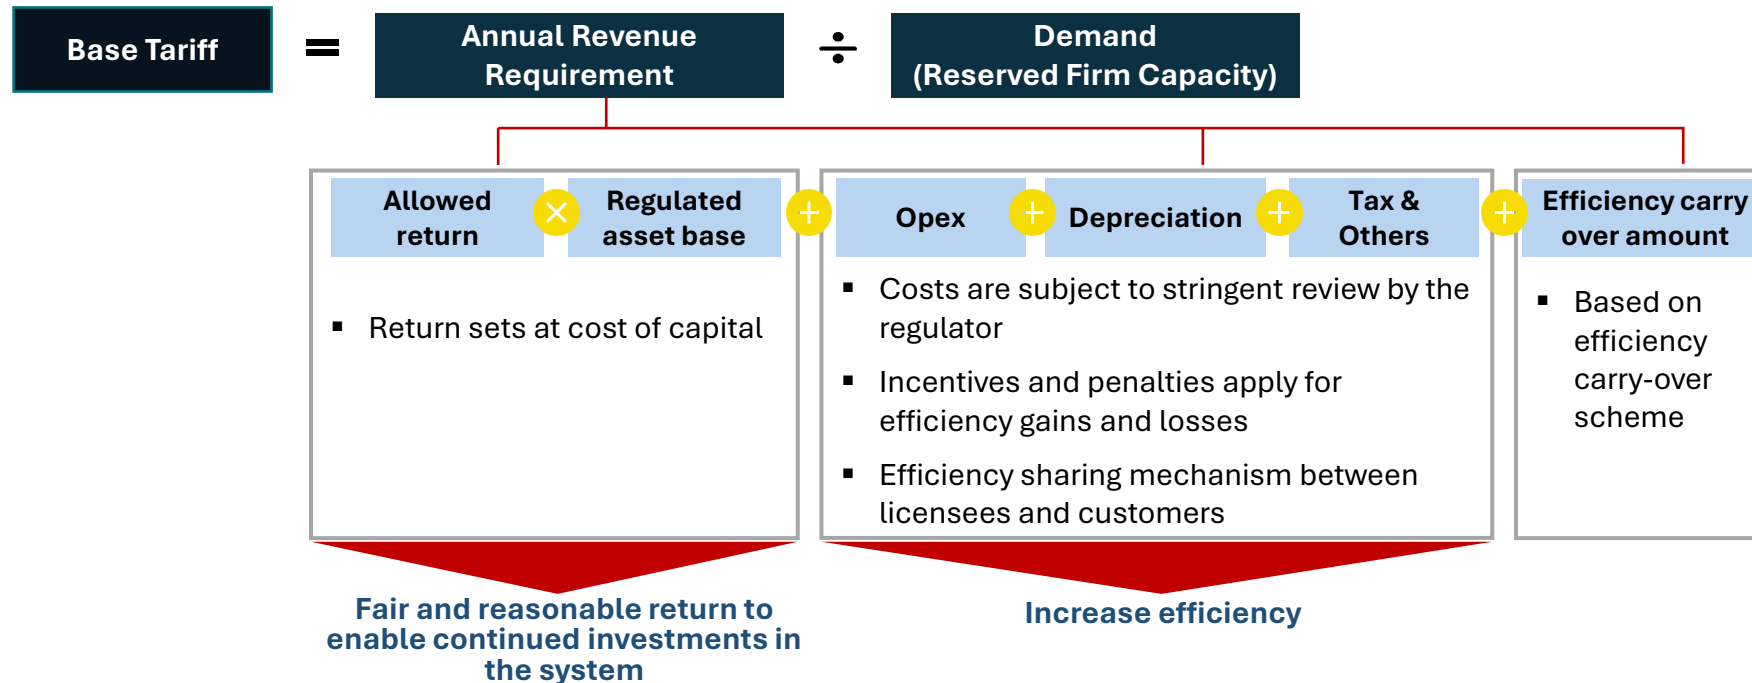 Base Tariff
=
Annual Revenue
Requirement
÷
Demand
(Reserved Firm Capacity)
Allowed
return
×
Regulated
asset base
+
Opex
+
Depreciation
+
Tax &
Others
+
Efficiency carry
over amount
▪ Return sets at cost of capital
▪ Costs are subject to stringent review by the
regulator
▪ Incentives and penalties apply for
efficiency gains and losses
▪ Efficiency sharing mechanism between
licensees and customers
▪ Based on
efficiency
carry-over
scheme
Fair and reasonable return to
enable continued investments in
the system
Increase efficiency